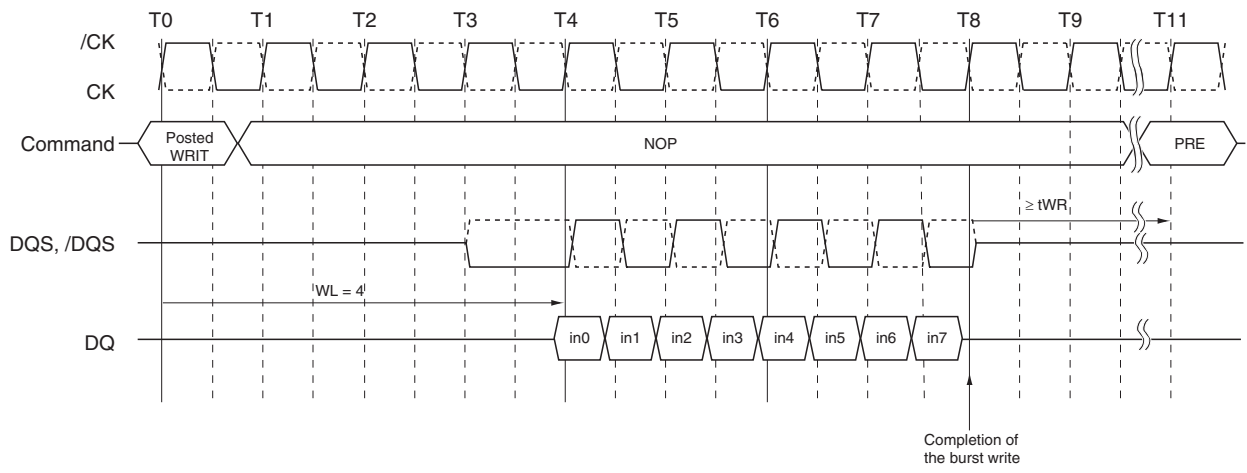 T0 T1 T2 T3 T4 T5 T6 T7 T8 T9 T11
/CK
CK
Command
Posted
WRIT
NOP
PRE
≥ tWR
DQS, /DQS
WL = 4
DQ
in0 in1 in2 in3 in4 in5 in6 in7
Completion of
the burst write